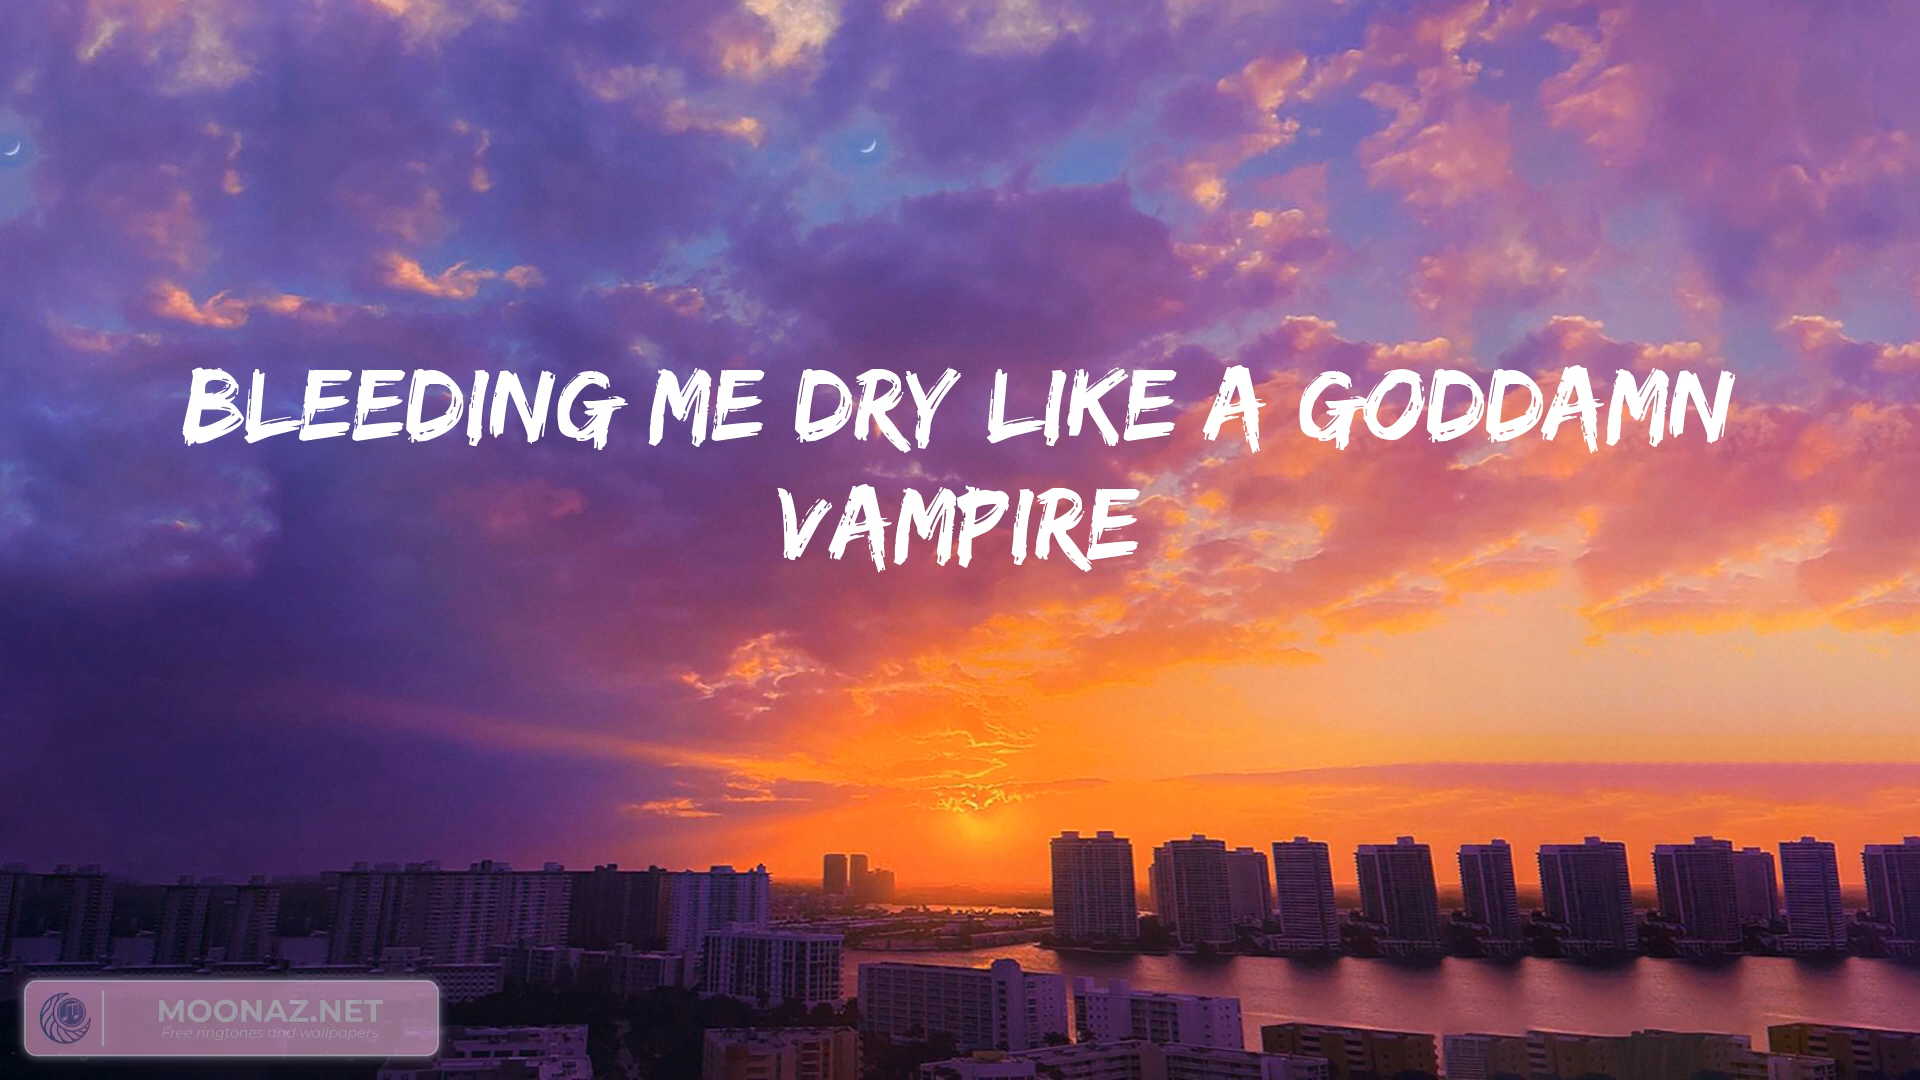 BLEEDING ME DRY LIKE A GODDAMN
VAMPIRE
MOONAZ.NET
Free ringtones and wallpapers